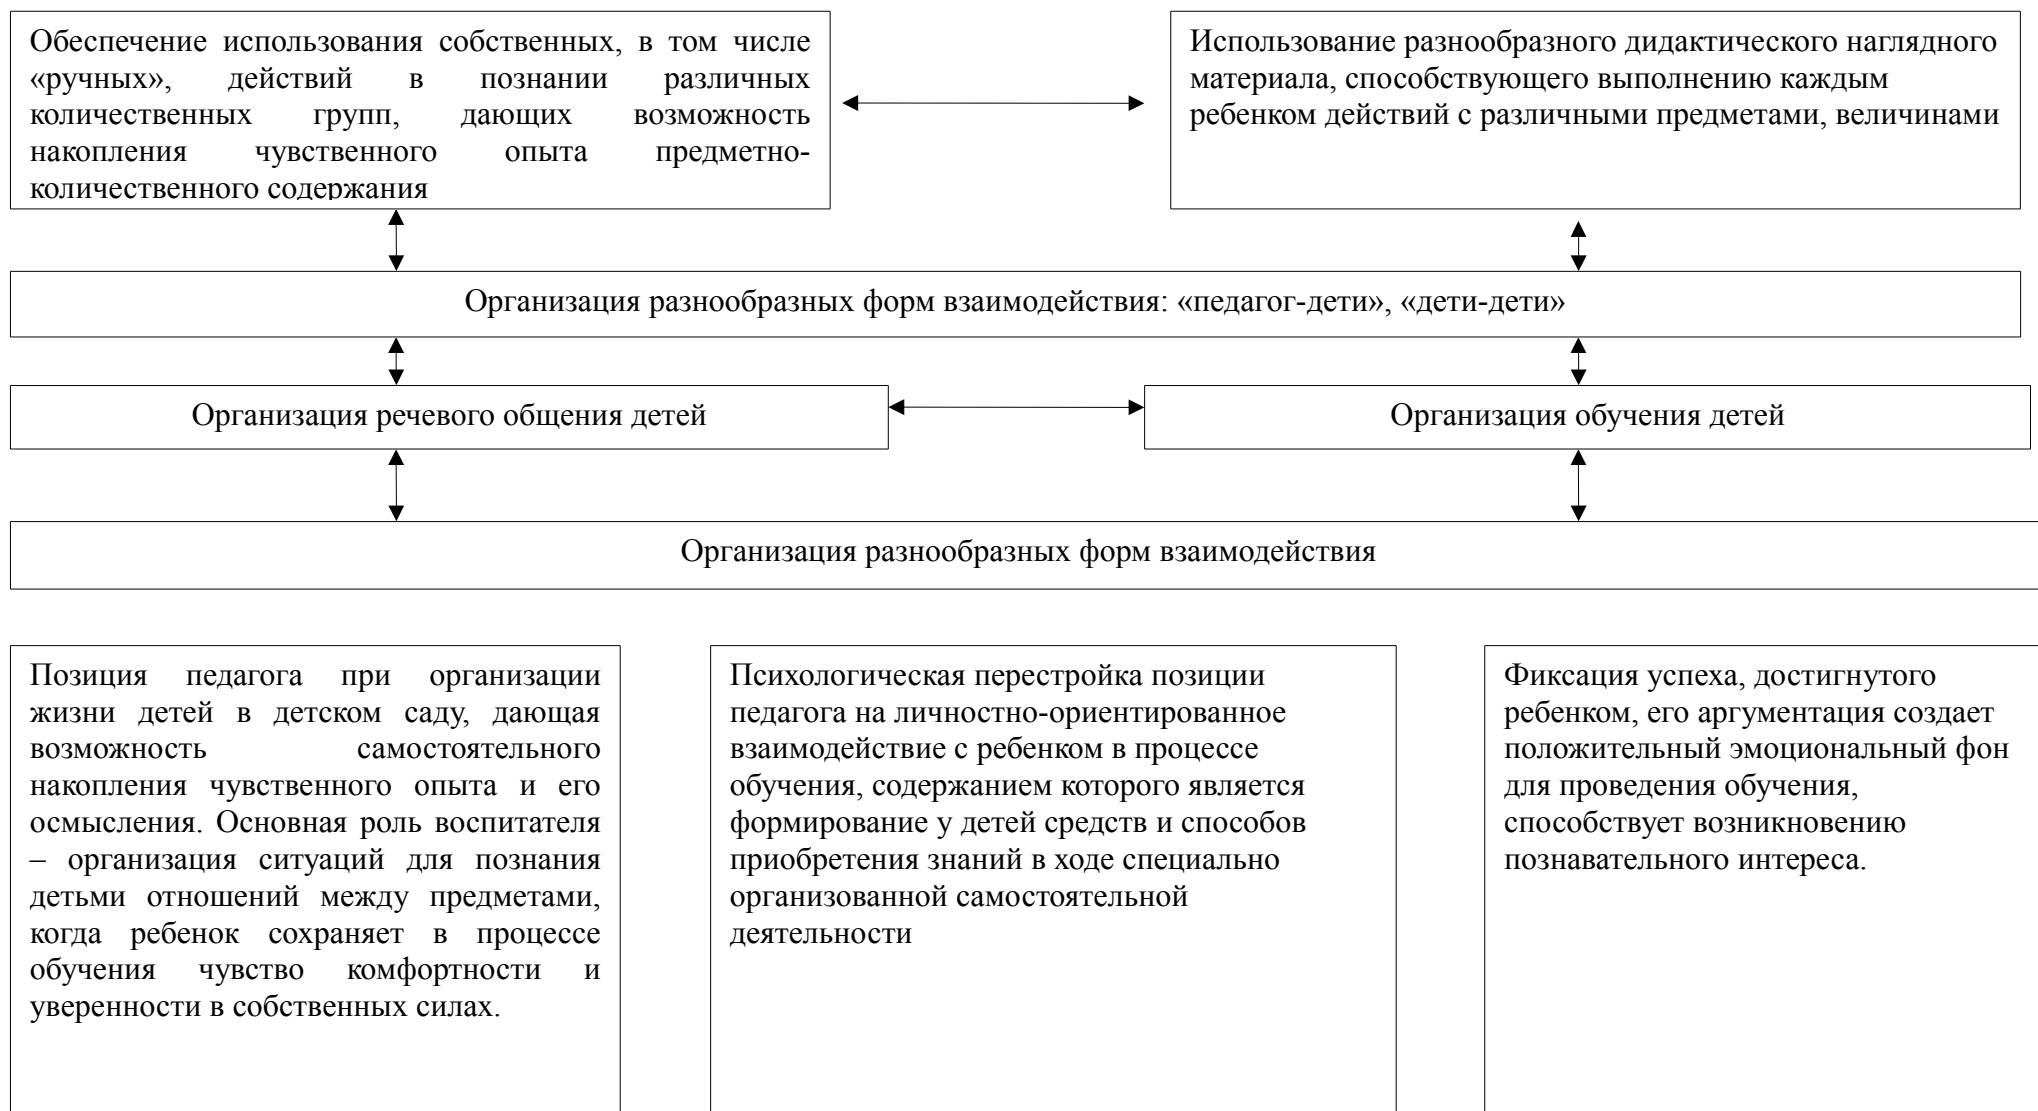 Обеспечение использования собственных, в том числе
«ручных», действий в познании различных
количественных групп, дающих возможность
накопления чувственного опыта предметно-
количественного содержания
Использование разнообразного дидактического наглядного
материала, способствующего выполнению каждым
ребенком действий с различными предметами, величинами
Организация разнообразных форм взаимодействия: «педагог-дети», «дети-дети»
Организация речевого общения детей
Организация обучения детей
Организация разнообразных форм взаимодействия
Позиция педагога при организации
жизни детей в детском саду, дающая
возможность самостоятельного
накопления чувственного опыта и его
осмысления. Основная роль воспитателя
– организация ситуаций для познания
детьми отношений между предметами,
когда ребенок сохраняет в процессе
обучения чувство комфортности и
уверенности в собственных силах.
Психологическая перестройка позиции
педагога на личностно-ориентированное
взаимодействие с ребенком в процессе
обучения, содержанием которого является
формирование у детей средств и способов
приобретения знаний в ходе специально
организованной самостоятельной
деятельности
Фиксация успеха, достигнутого
ребенком, его аргументация создает
положительный эмоциональный фон
для проведения обучения,
способствует возникновению
познавательного интереса.